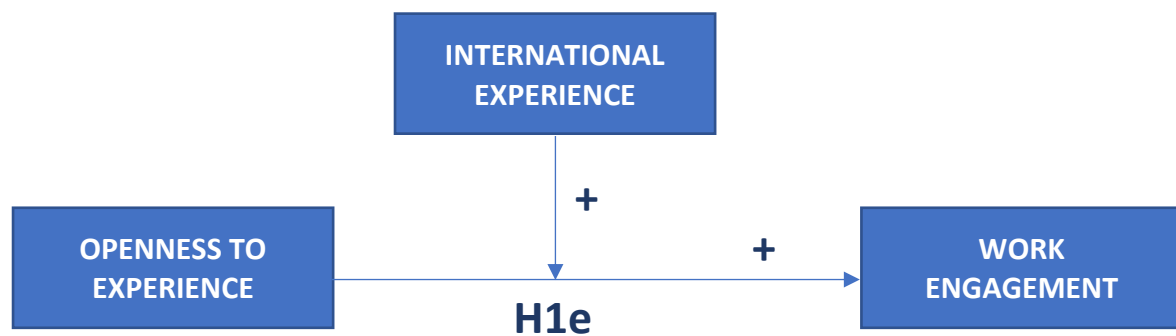 INTERNATIONAL
EXPERIENCE
+
OPENNESS TO
EXPERIENCE
+
WORK
ENGAGEMENT
H1e